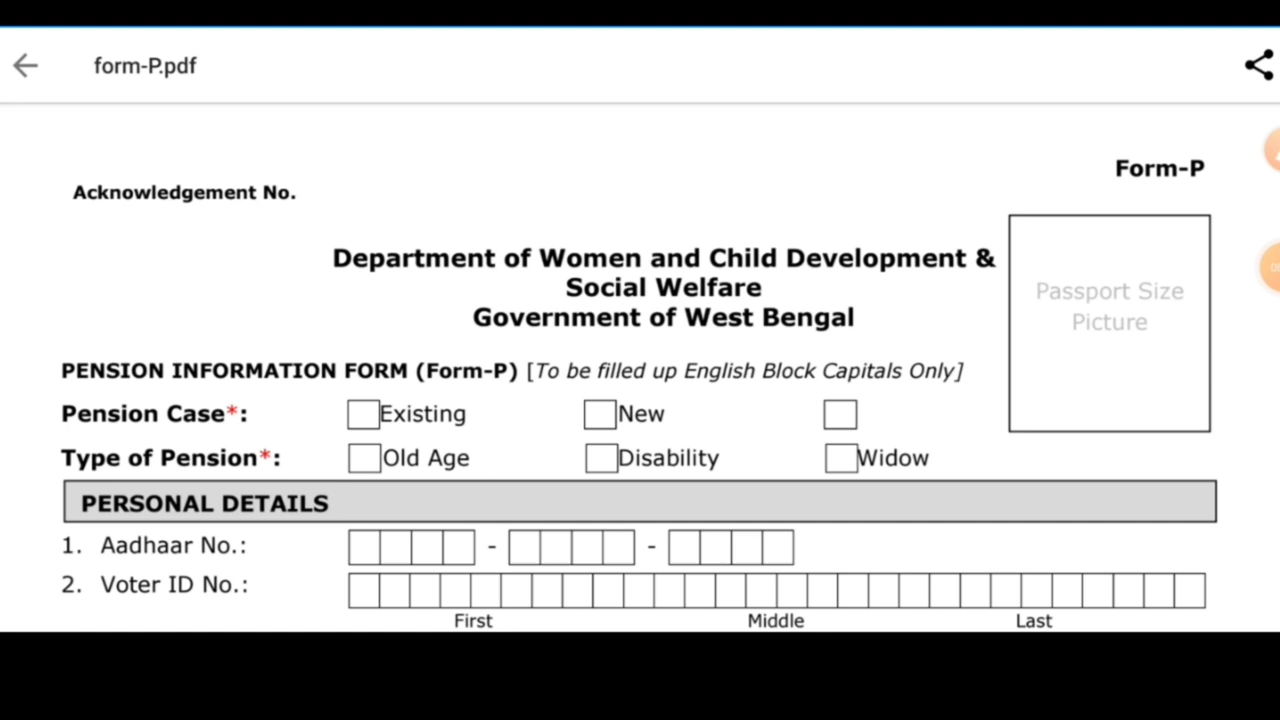 form-P.pdf
Form-P
Acknowledgement No.
Department of Women and Child Development &
Social Welfare
Government of West Bengal
Passport Size
Picture
PENSION INFORMATION FORM (Form-P) [To be filled up English Block Capitals Only]
Pension Case*: Existing New
Type of Pension*: Old Age Disability Widow
PERSONAL DETAILS
1. Aadhaar No.: - -
2. Voter ID No.:
First Middle Last